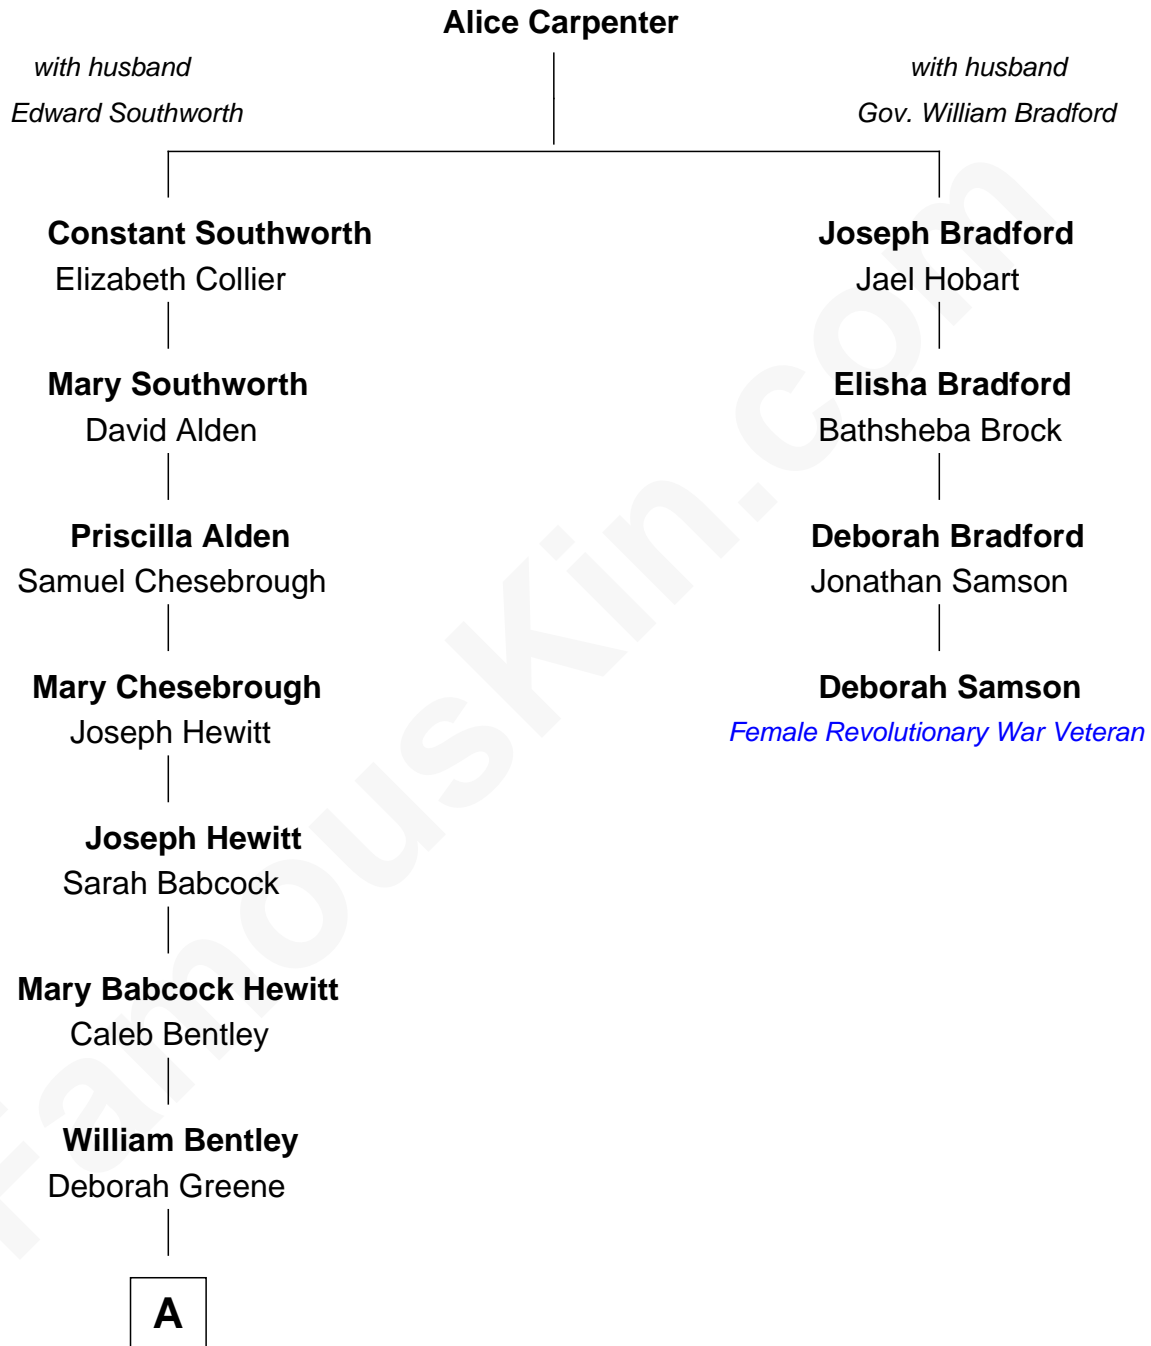 Alice Carpenter
with husband
Edward Southworth
with husband
Gov. William Bradford
Constant Southworth
Elizabeth Collier
Joseph Bradford
Jael Hobart
Mary Southworth
David Alden
Elisha Bradford
Bathsheba Brock
Priscilla Alden
Samuel Chesebrough
Deborah Bradford
Jonathan Samson
Mary Chesebrough
Joseph Hewitt
Deborah Samson
Female Revolutionary War Veteran
Joseph Hewitt
Sarah Babcock
Mary Babcock Hewitt
Caleb Bentley
William Bentley
Deborah Greene
A
FamousKin.com